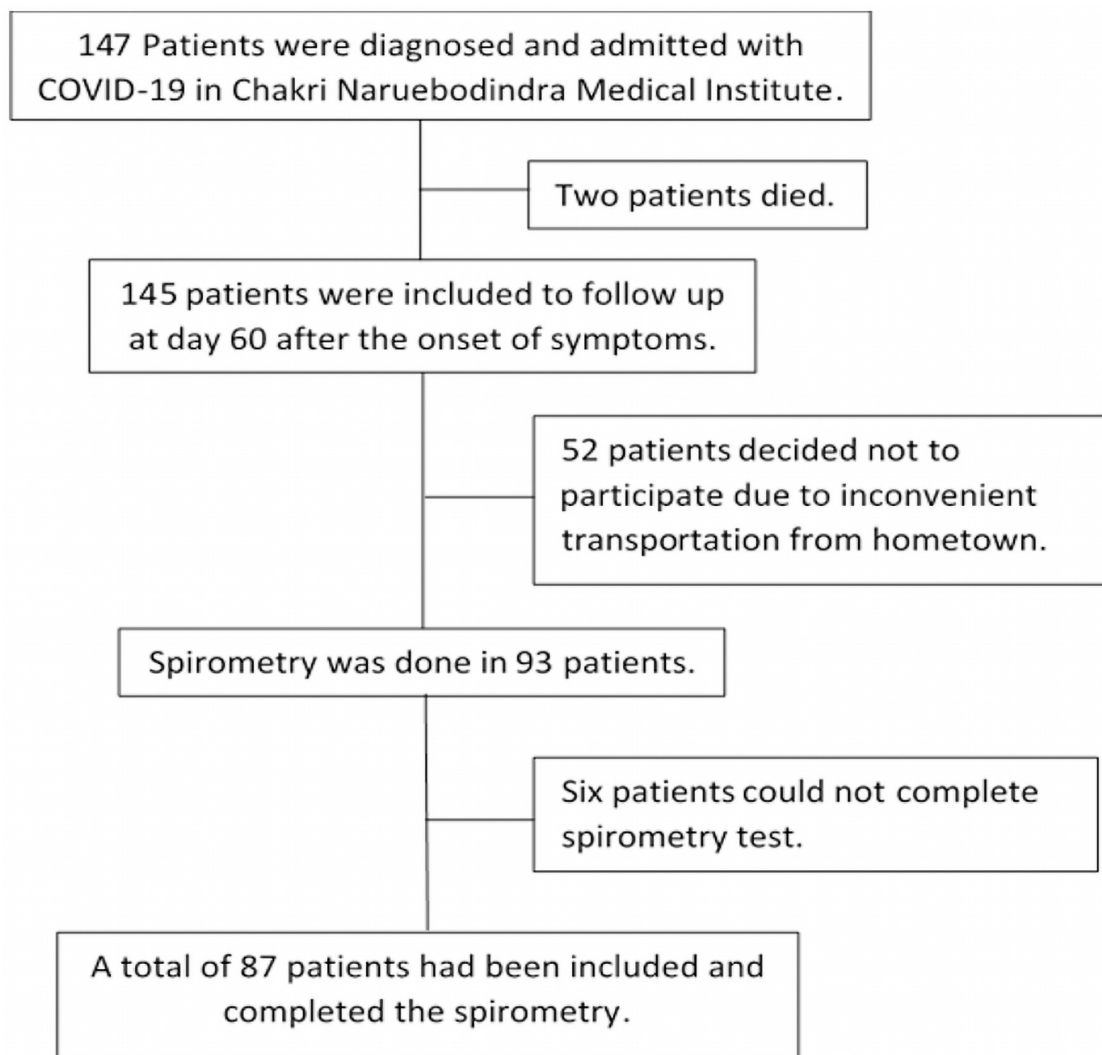 147 Patients were diagnosed and admitted with
COVID-19 in Chakri Naruebodindra Medical Institute.
Two patients died.
145 patients were included to follow up
at day 60 after the onset of symptoms.
52 patients decided not to
participate due to inconvenient
transportation from hometown.
Spirometry was done in 93 patients.
Six patients could not complete
spirometry test.
A total of 87 patients had been included and
completed the spirometry.